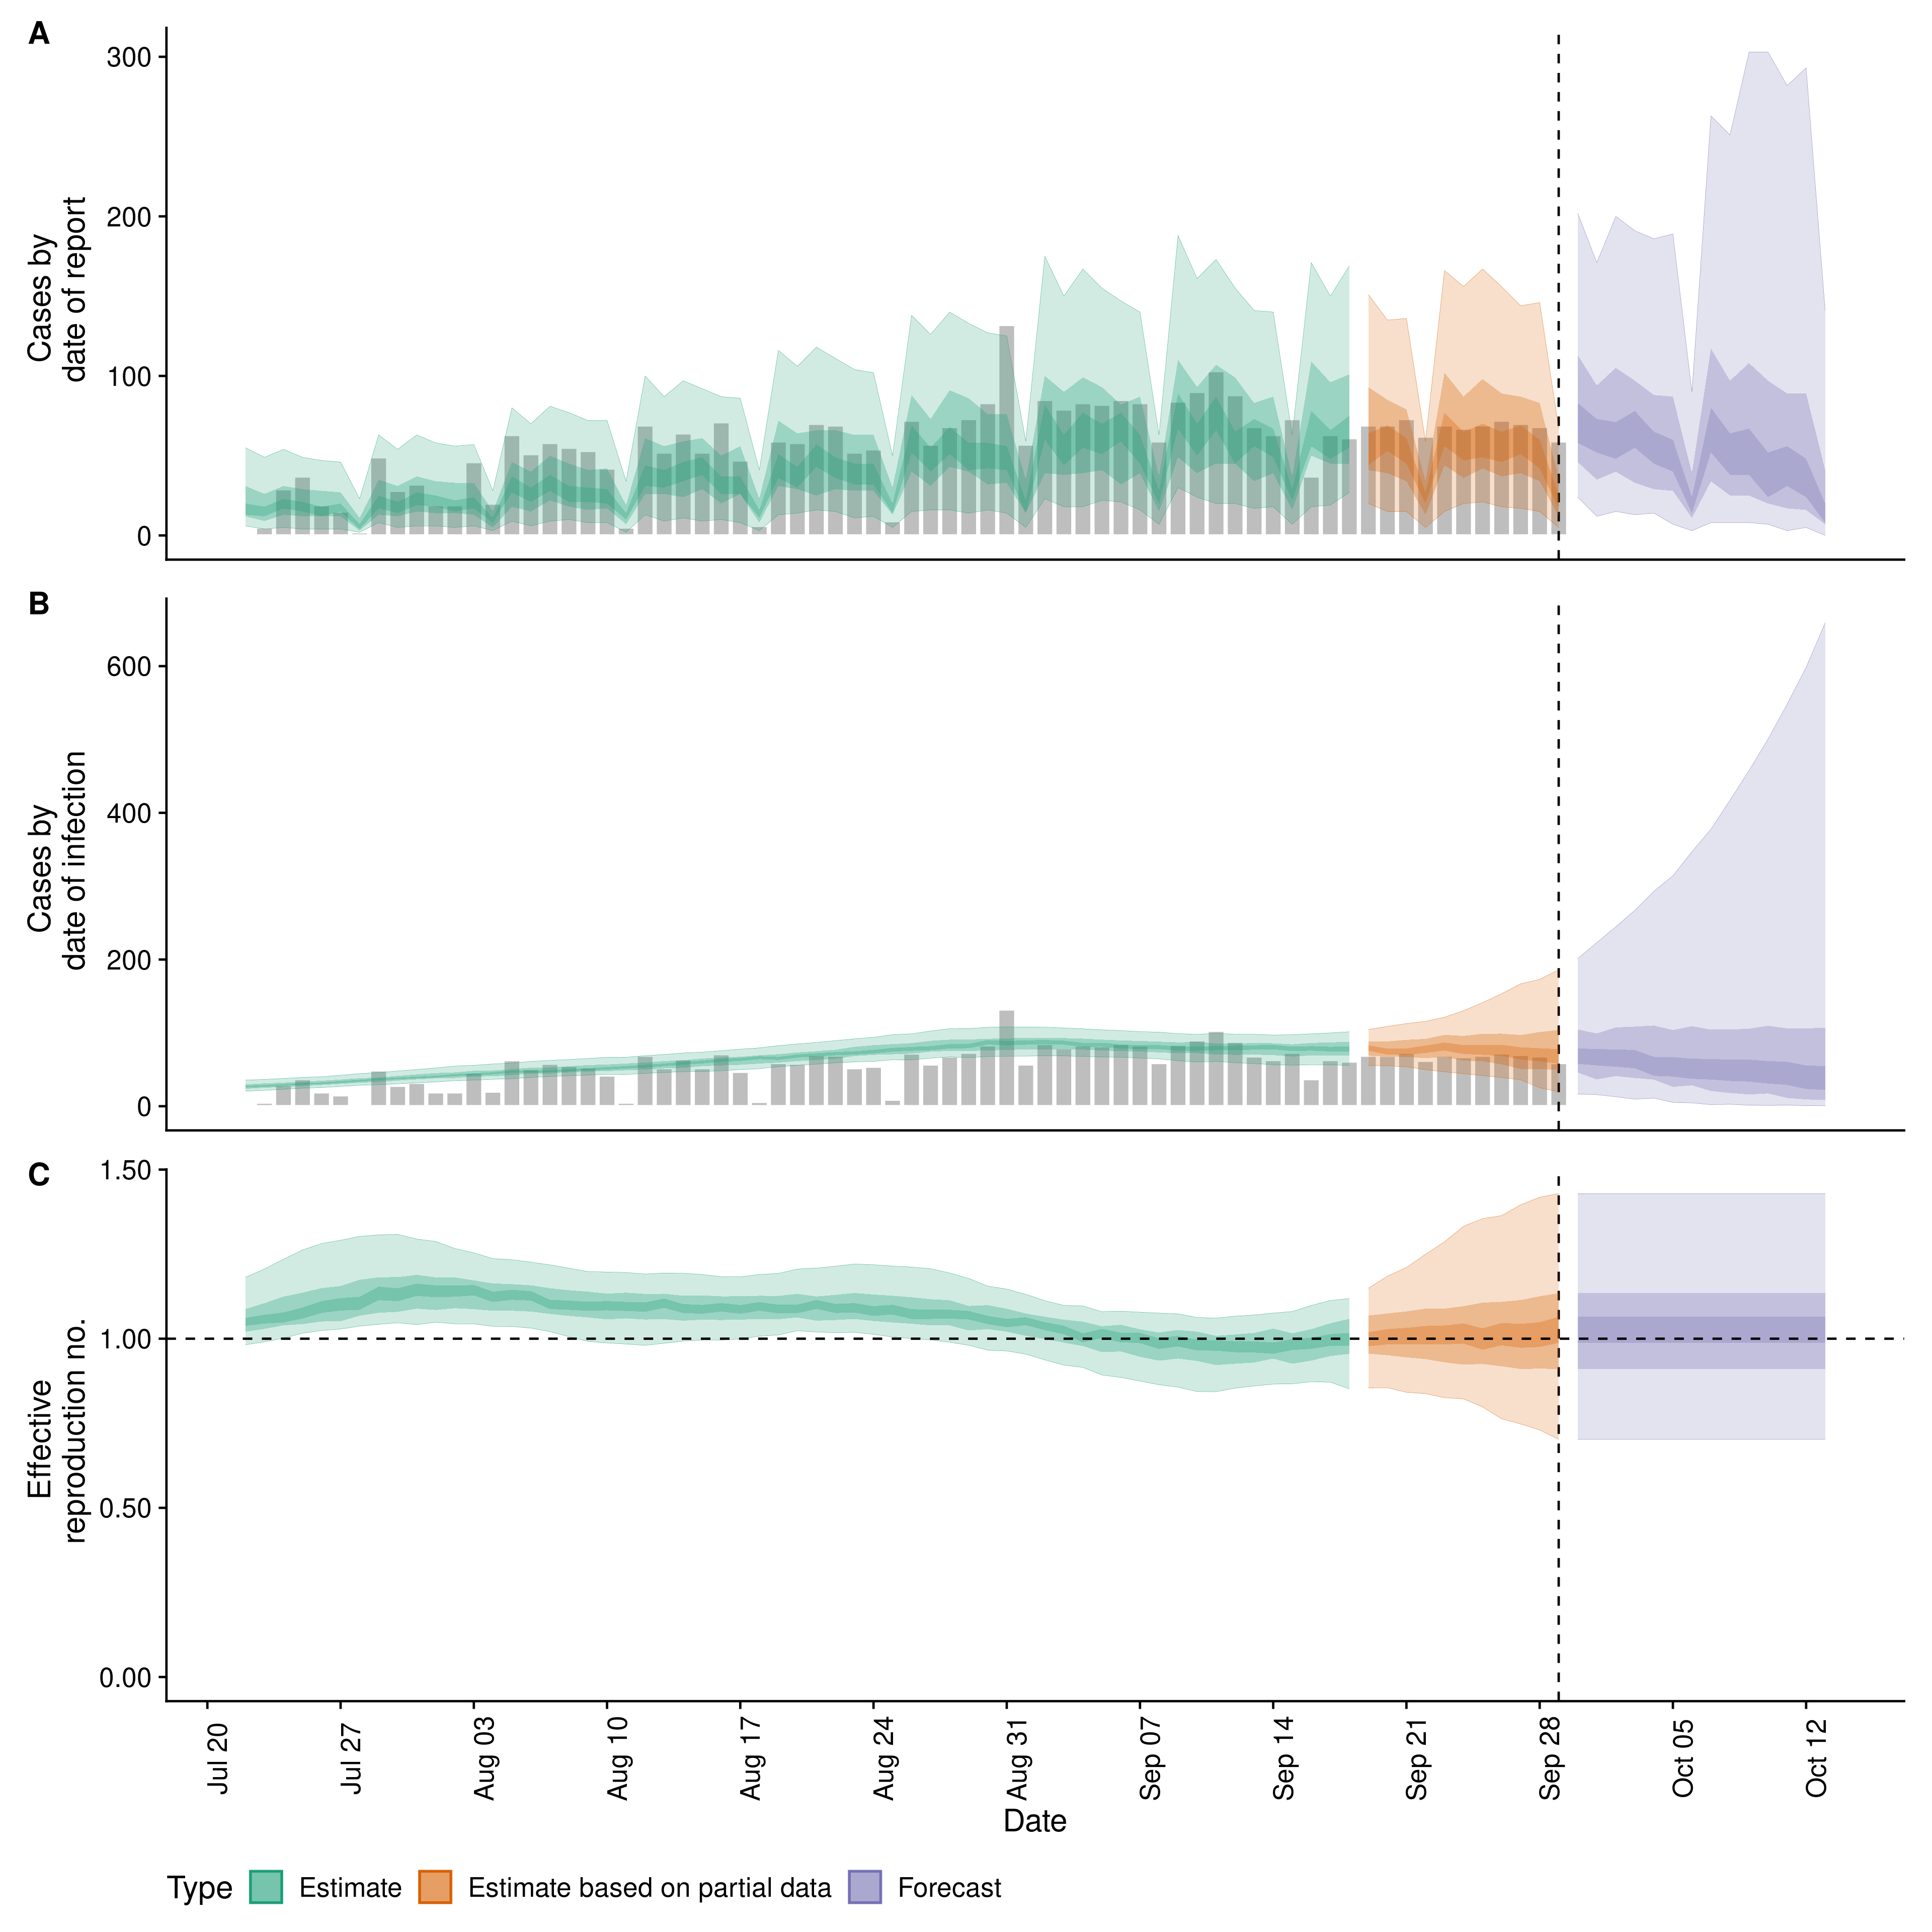 A
300
200
100
0
Cases by
date of report
B
600
400
200
0
Cases by
date of infection
C
1.50
1.00
0.50
0.00
Effective
reproduction no.
Jul 20
Jul 27
Aug 03
Aug 10
Aug 17
Aug 24
Aug 31
Sep 07
Sep 14
Sep 21
Sep 28
Oct 05
Oct 12
Date
Type Estimate Estimate based on partial data Forecast